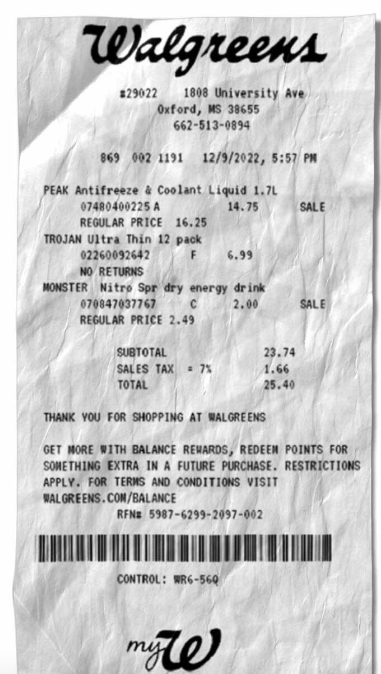 Walgreens
#29022 1808 University Ave
Oxford, MS 38655
662-513-0894
869 002 1191 12/9/2022, 5:57 PM
PEAK Antifreeze & Coolant Liquid 1.7L
07480400225 A 14.75 SALE
REGULAR PRICE 16.25
TROJAN Ultra Thin 12 pack
02260092642 F 6.99
NO RETURNS
MONSTER Nitro Spr dry energy drink
070847037767 C 2.00 SALE
REGULAR PRICE 2.49
SUBTOTAL 23.74
SALES TAX = 7% 1.66
TOTAL 25.40
THANK YOU FOR SHOPPING AT WALGREENS
GET MORE WITH BALANCE REWARDS, REDEEM POINTS FOR
SOMETHING EXTRA IN A FUTURE PURCHASE. RESTRICTIONS
APPLY. FOR TERMS AND CONDITIONS VISIT
WALGREENS.COM/BALANCE
RFN# 5987-6299-2097-002
CONTROL: WR6-56Q
myW